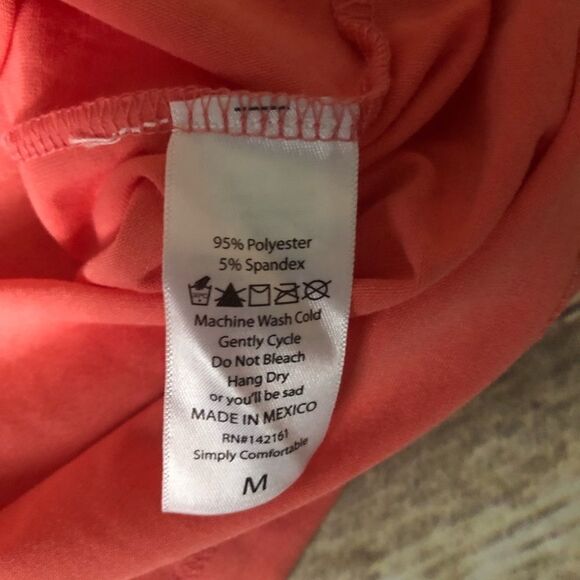 95% Polyester
5% Spandex
Machine Wash Cold
Gently Cycle
Do Not Bleach
Hang Dry
or you'll be sad
MADE IN MEXICO
RN#142161
Simply Comfortable
M